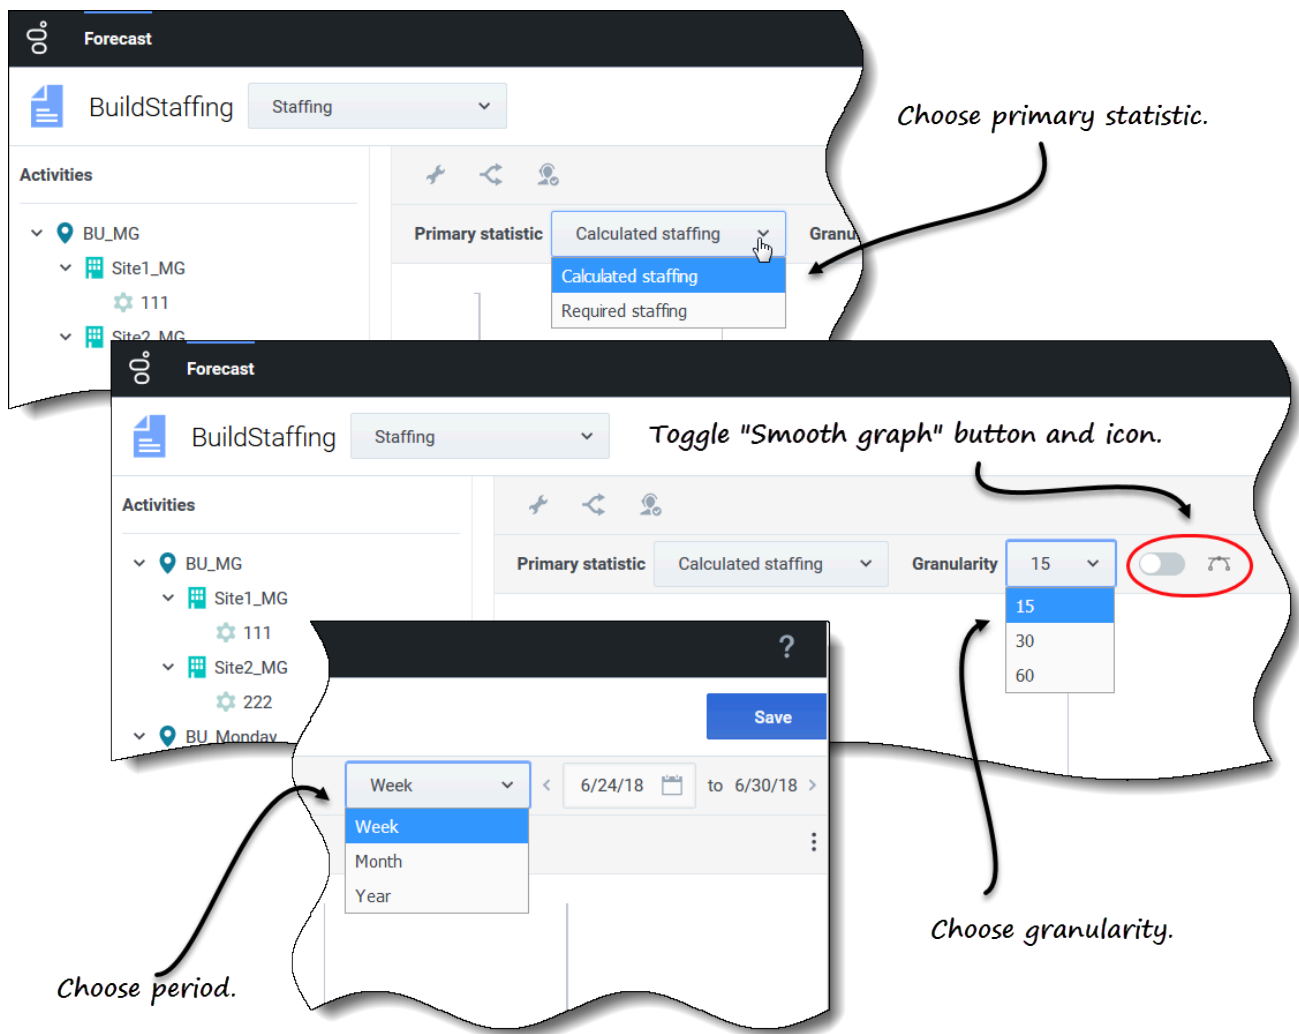 Forecast
BuildStaffing Staffing
Choose primary statistic.
Activities
BU_MG
Primary statistic Calculated staffing
Site1_MG
Calculated staffing
111
Required staffing
Site2_MG
Forecast
BuildStaffing Staffing
Toggle "Smooth graph" button and icon.
Activities
BU_MG
Primary statistic Calculated staffing Granularity 15
Site1_MG
15
111
30
Site2_MG
60
222
BU_Monday
?
Save
Week < 6/24/18 to 6/30/18 >
Week
Month
Year
Choose granularity.
Choose period.